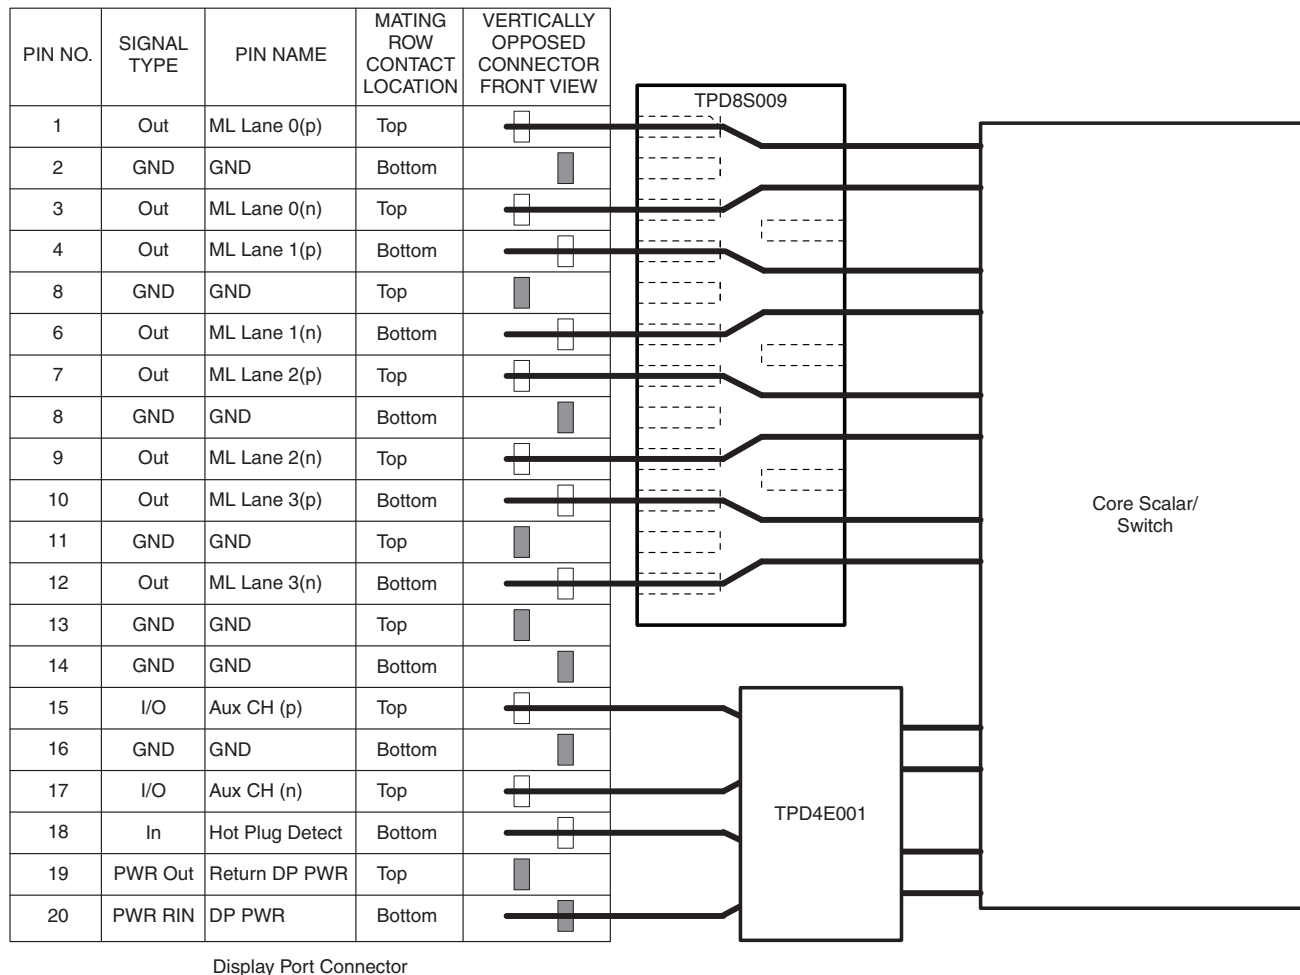 PIN NO. SIGNAL TYPE PIN NAME MATING ROW CONTACT LOCATION VERTICALLY OPPOSED CONNECTOR FRONT VIEW
1 Out ML Lane 0(p) Top
2 GND GND Bottom
3 Out ML Lane 0(n) Top
4 Out ML Lane 1(p) Bottom
8 GND GND Top
6 Out ML Lane 1(n) Bottom
7 Out ML Lane 2(p) Top
8 GND GND Bottom
9 Out ML Lane 2(n) Top
10 Out ML Lane 3(p) Bottom
11 GND GND Top
12 Out ML Lane 3(n) Bottom
13 GND GND Top
14 GND GND Bottom
15 I/O Aux CH (p) Top
16 GND GND Bottom
17 I/O Aux CH (n) Top
18 In Hot Plug Detect Bottom
19 PWR Out Return DP PWR Top
20 PWR RIN DP PWR Bottom
Display Port Connector
TPD8S009
TPD4E001
Core Scalar/
Switch